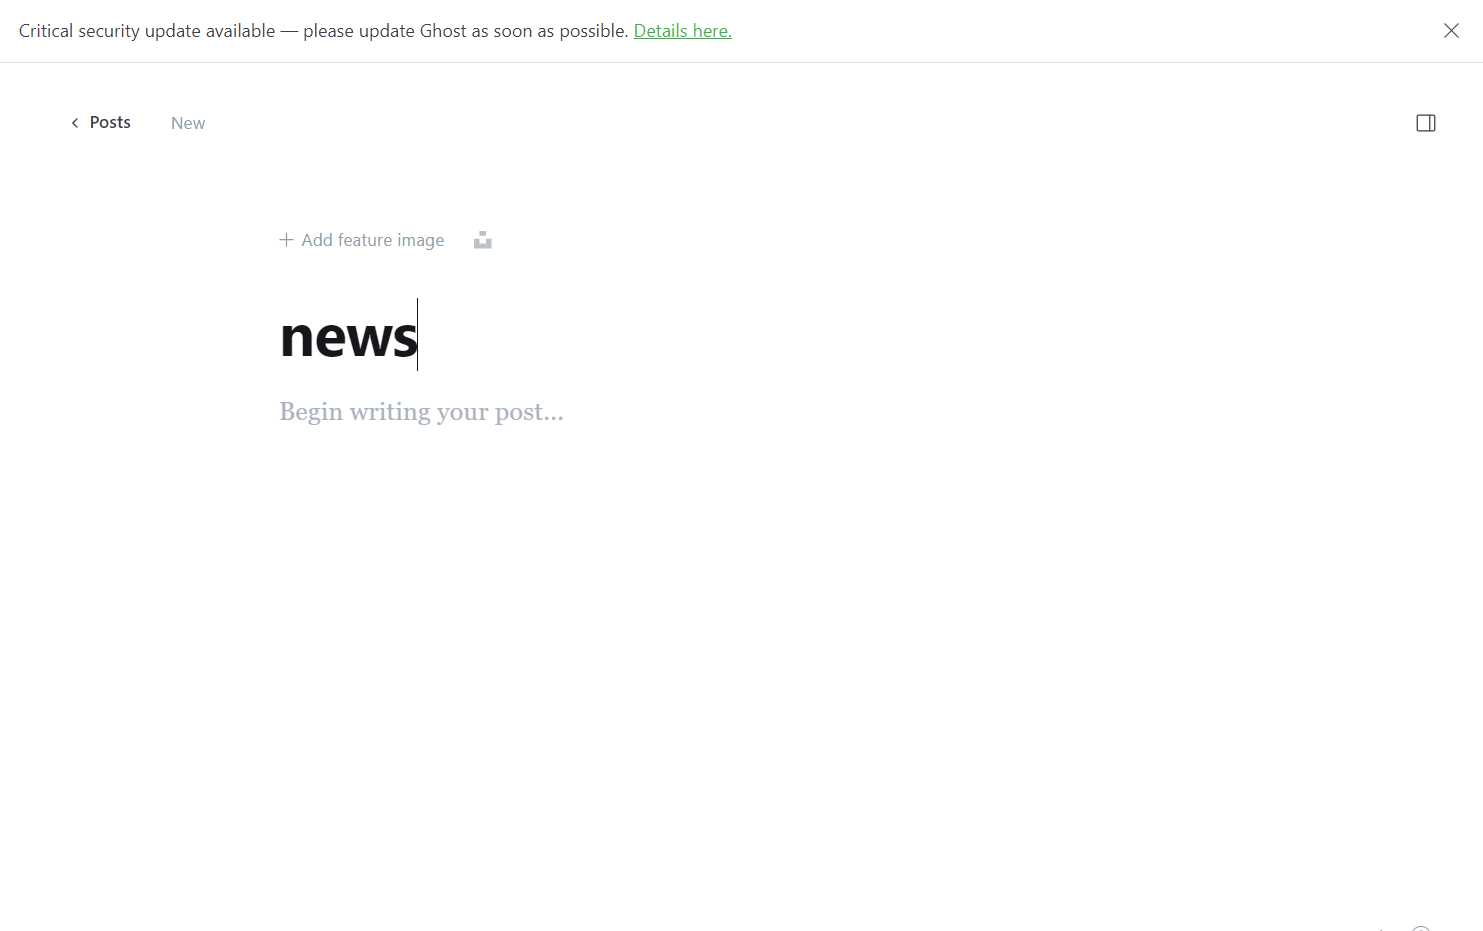 Critical security update available — please update Ghost as soon as possible. Details here.
Posts
New
Add feature image
news
Begin writing your post...